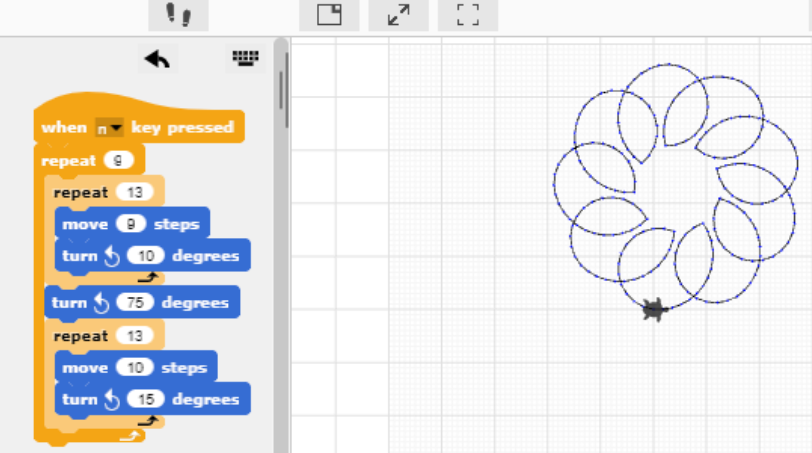 when n key pressed
repeat 9
repeat 13
move 9 steps
turn 10 degrees
turn 75 degrees
repeat 13
move 10 steps
turn 15 degrees